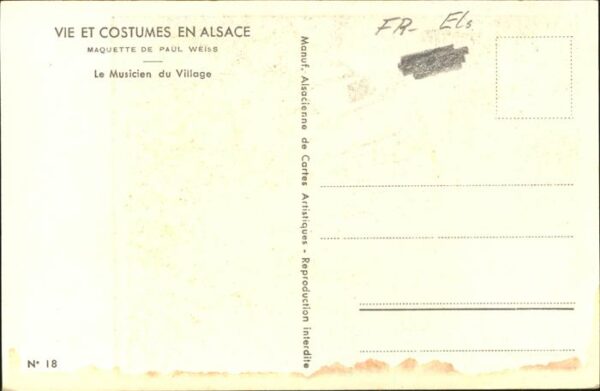 VIE ET COSTUMES EN ALSACE
MAQUETTE DE PAUL WEISS
Le Musicien du Village
N° 18
Manuf. Alsacienne de Cartes Artistiques - Reproduction interdite
FR- Els